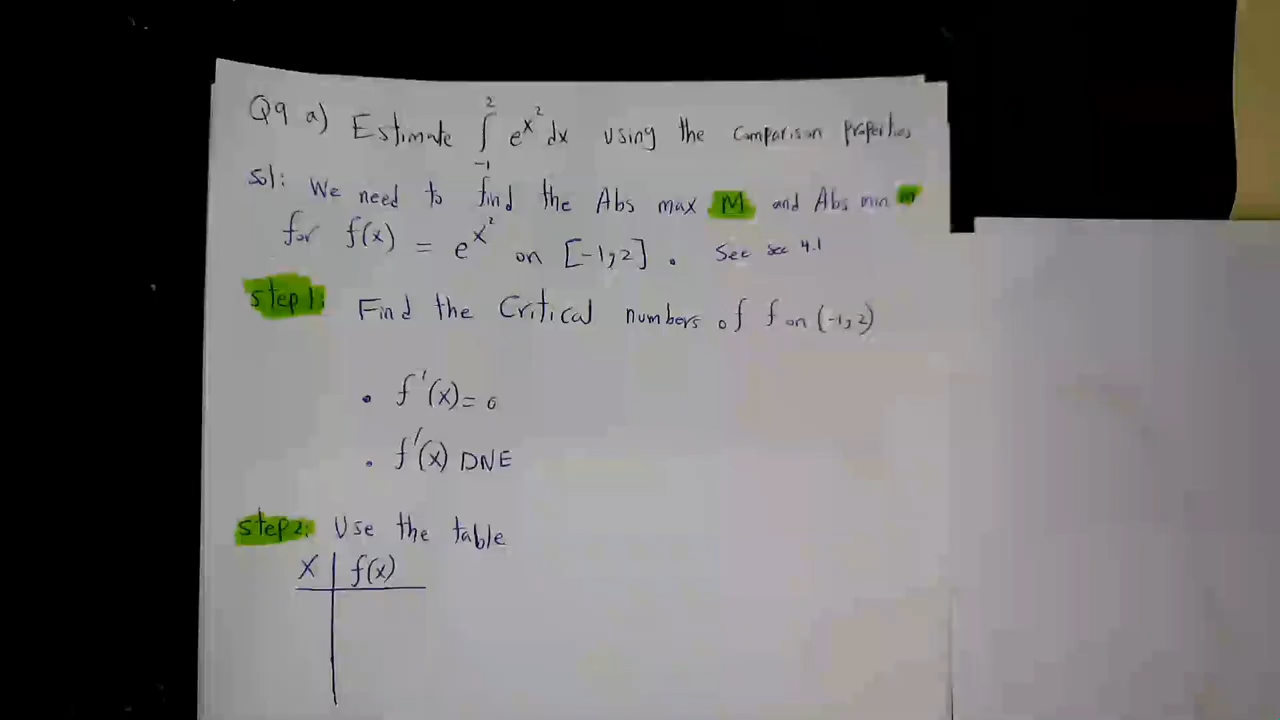 Q9 a) Estimate ∫_{-1}^{2} e^{x^2} dx using the comparison properties
Sol: We need to find the Abs max M and Abs min m
for f(x) = e^{x^2} on [-1,2]. See sec 4.1
Step 1: Find the Critical numbers of f on (-1,2)
• f'(x) = 0
• f'(x) DNE
Step 2: Use the table
X | f(x)